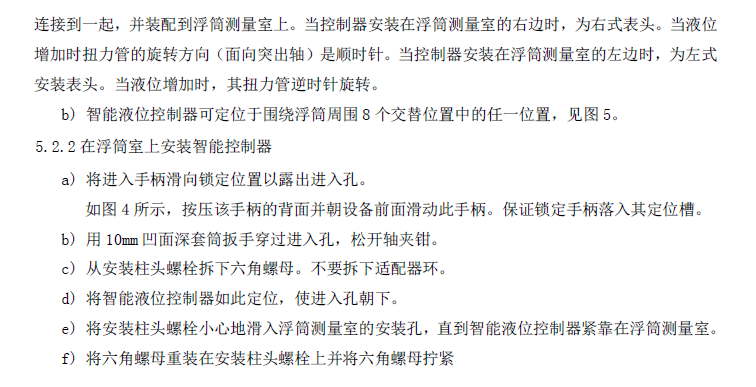 连接到一起，并装配到浮筒测量室上。当控制器安装在浮筒测量室的右边时，为右式表头。当液位
增加时扭力管的旋转方向（面向突出轴）是顺时针。当控制器安装在浮筒测量室的左边时，为左式
安装表头。当液位增加时，其扭力管逆时针旋转。
b) 智能液位控制器可定位于围绕浮筒周围 8 个交替位置中的任一位置，见图 5。
5.2.2 在浮筒室上安装智能控制器
a) 将进入手柄滑向锁定位置以露出进入孔。
如图 4 所示，按压该手柄的背面并朝设备前面滑动此手柄。保证锁定手柄落入其定位槽。
b) 用 10mm 凹面深套筒扳手穿过进入孔，松开轴夹钳。
c) 从安装柱头螺栓拆下六角螺母。不要拆下适配器环。
d) 将智能液位控制器如此定位，使进入孔朝下。
e) 将安装柱头螺栓小心地滑入浮筒测量室的安装孔，直到智能液位控制器紧靠在浮筒测量室。
f) 将六角螺母重装在安装柱头螺栓上并将六角螺母拧紧